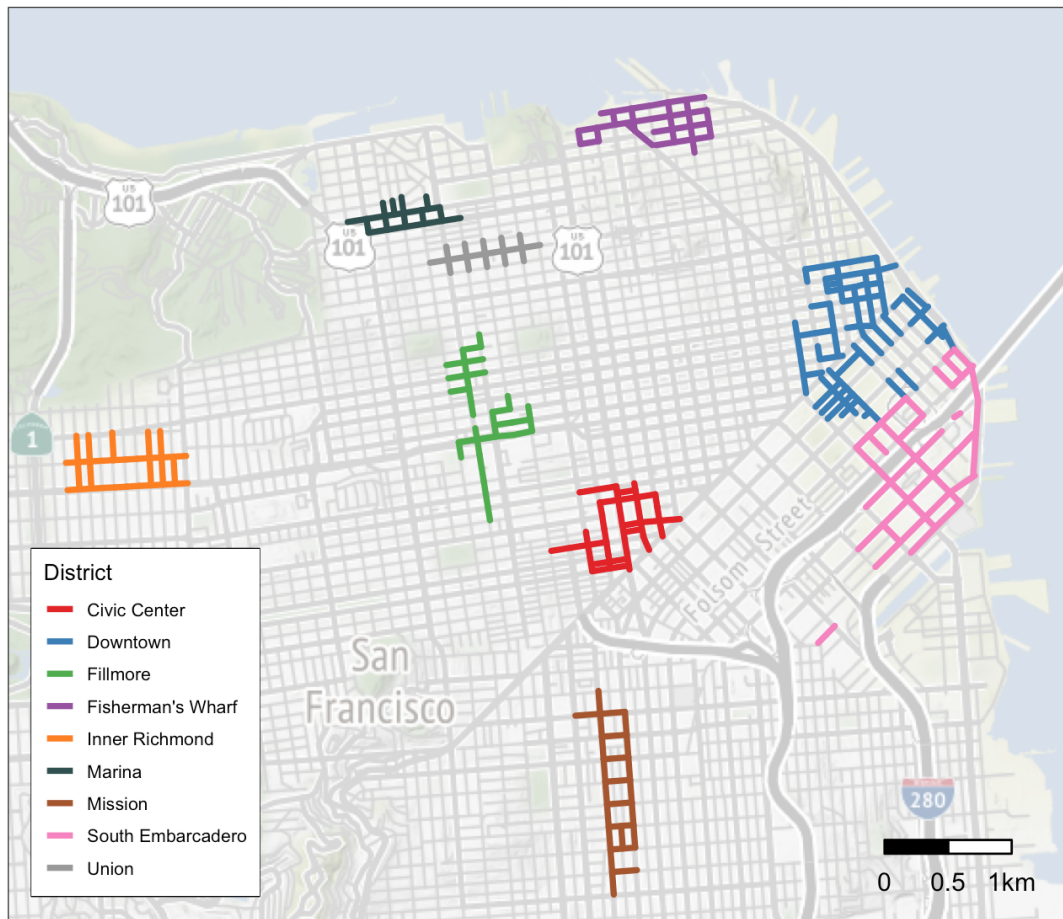 US
101
US
101
US
101
1
Folsom Street
San
Francisco
280
District
Civic Center
Downtown
Fillmore
Fisherman's Wharf
Inner Richmond
Marina
Mission
South Embarcadero
Union
0 0.5 1km